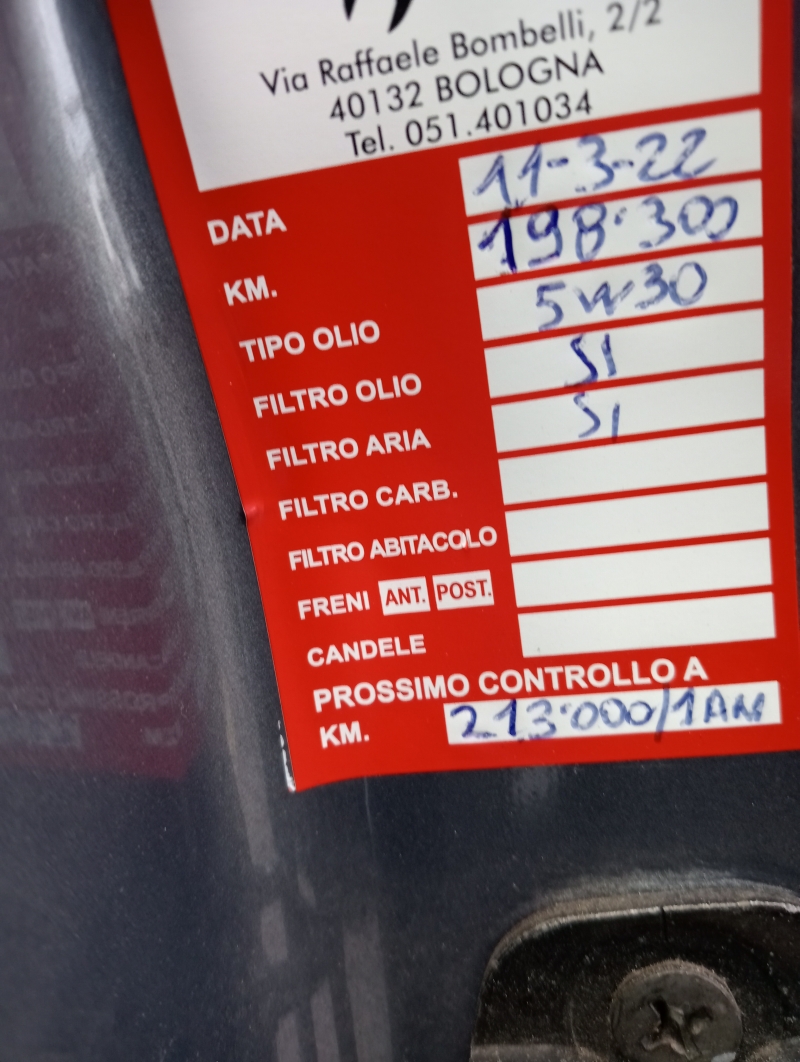 Via Raffaele Bombelli, 2/2
40132 BOLOGNA
Tel. 051.401034
DATA 11-3-22
KM. 198.300
TIPO OLIO 5W30
FILTRO OLIO SI
FILTRO ARIA SI
FILTRO CARB.
FILTRO ABITACOLO
FRENI ANT. POST.
CANDELE
PROSSIMO CONTROLLO A
KM. 213.000/1AN